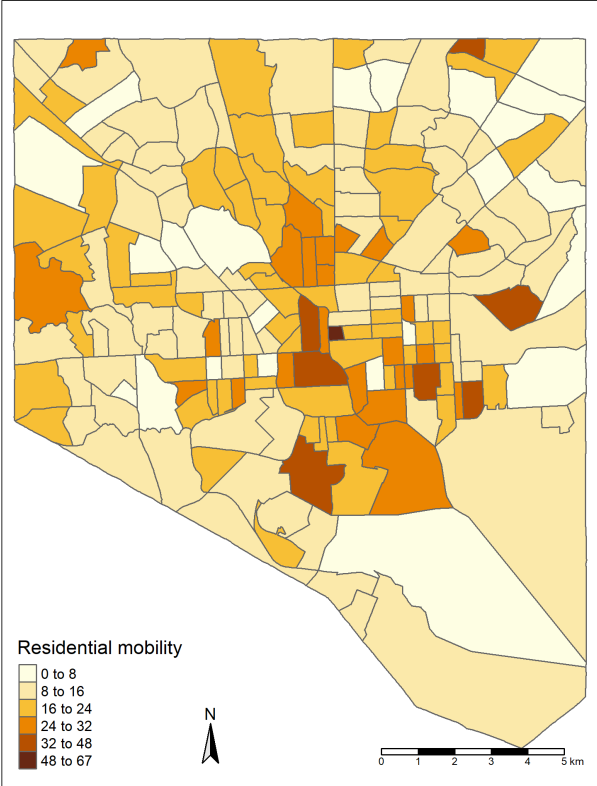 Residential mobility
0 to 8
8 to 16
16 to 24
24 to 32
32 to 48
48 to 67
N
0 1 2 3 4 5 km